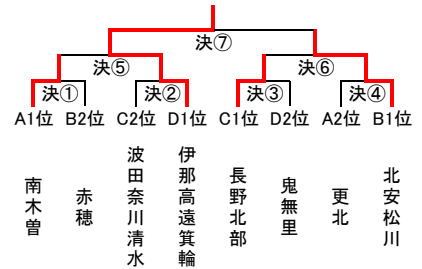 決⑦
決⑤ 決⑥
決① 決② 決③ 決④
A1位 B2位 C2位 D1位 C1位 D2位 A2位 B1位
南木曽
赤穂
波田奈川清水
伊那高遠箕輪
長野北部
鬼無里
更北
北安松川